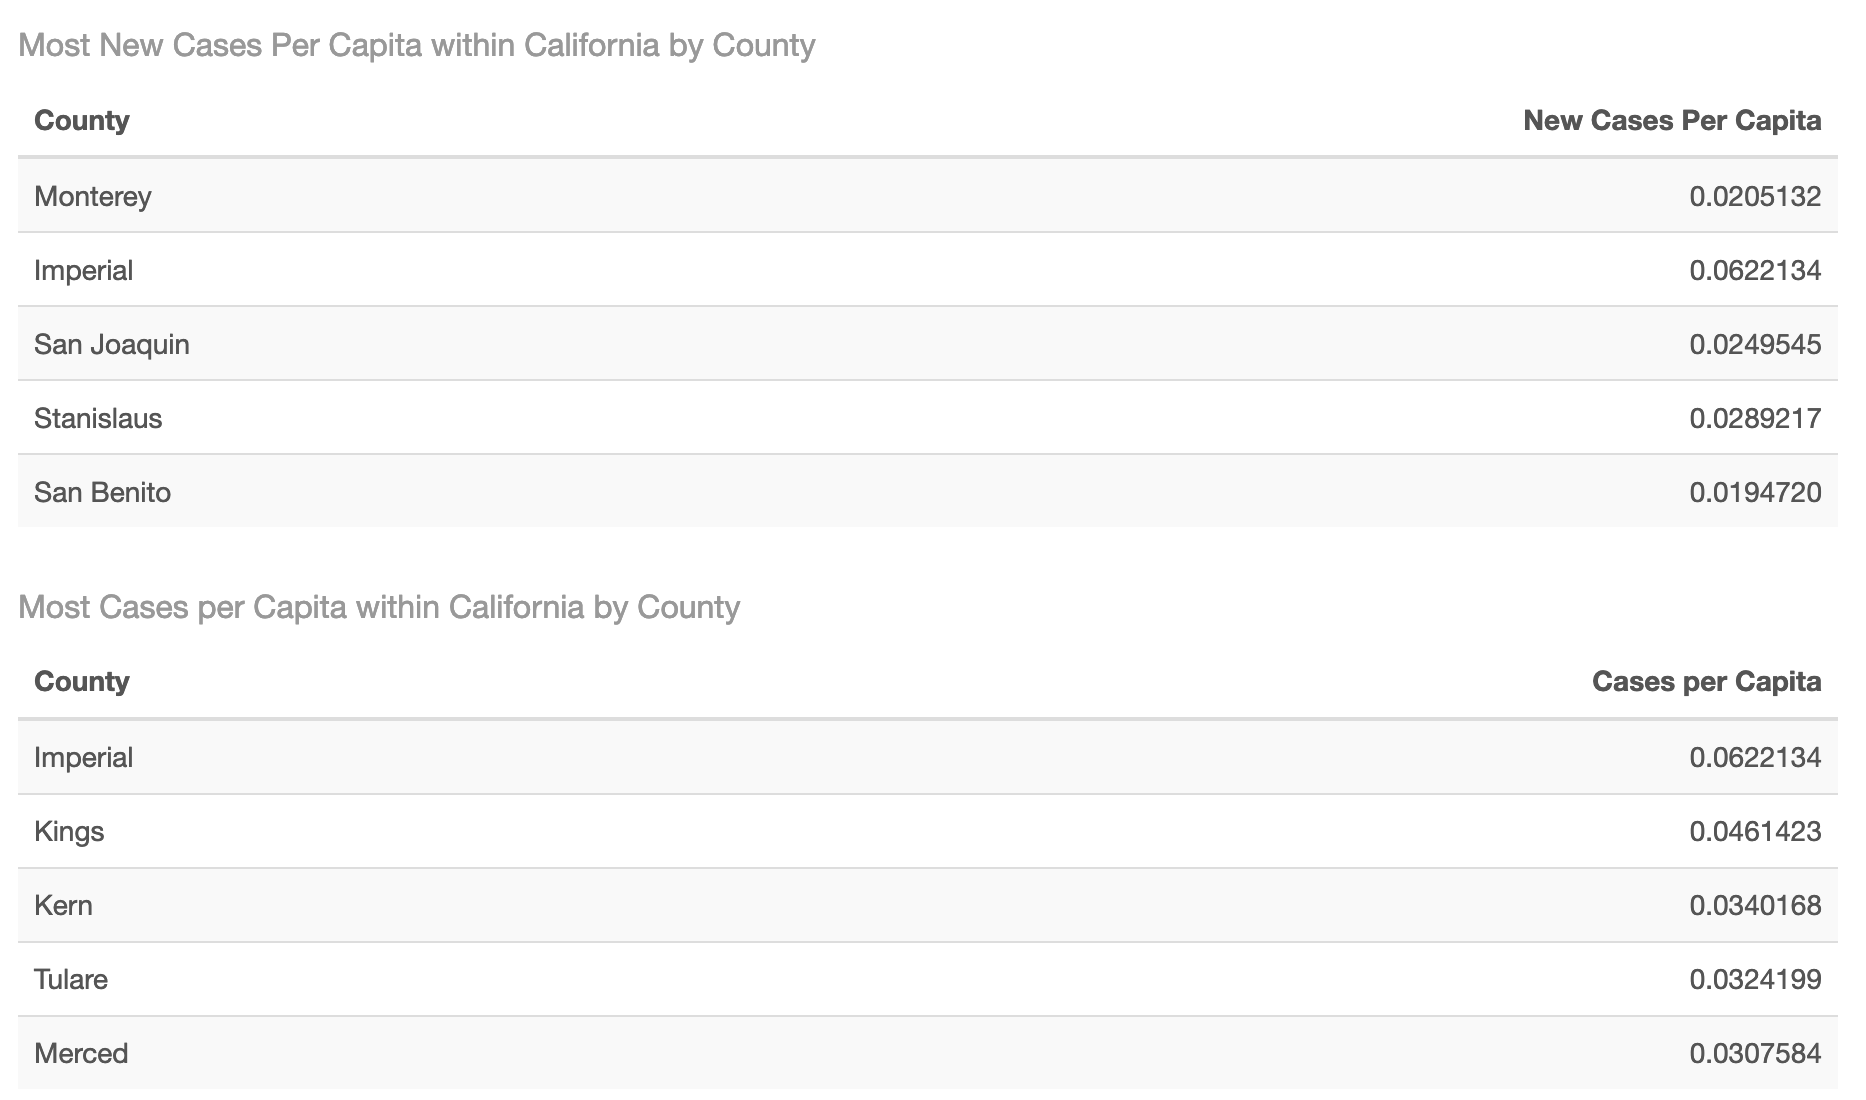 Most New Cases Per Capita within California by County
County New Cases Per Capita
Monterey 0.0205132
Imperial 0.0622134
San Joaquin 0.0249545
Stanislaus 0.0289217
San Benito 0.0194720
Most Cases per Capita within California by County
County Cases per Capita
Imperial 0.0622134
Kings 0.0461423
Kern 0.0340168
Tulare 0.0324199
Merced 0.0307584